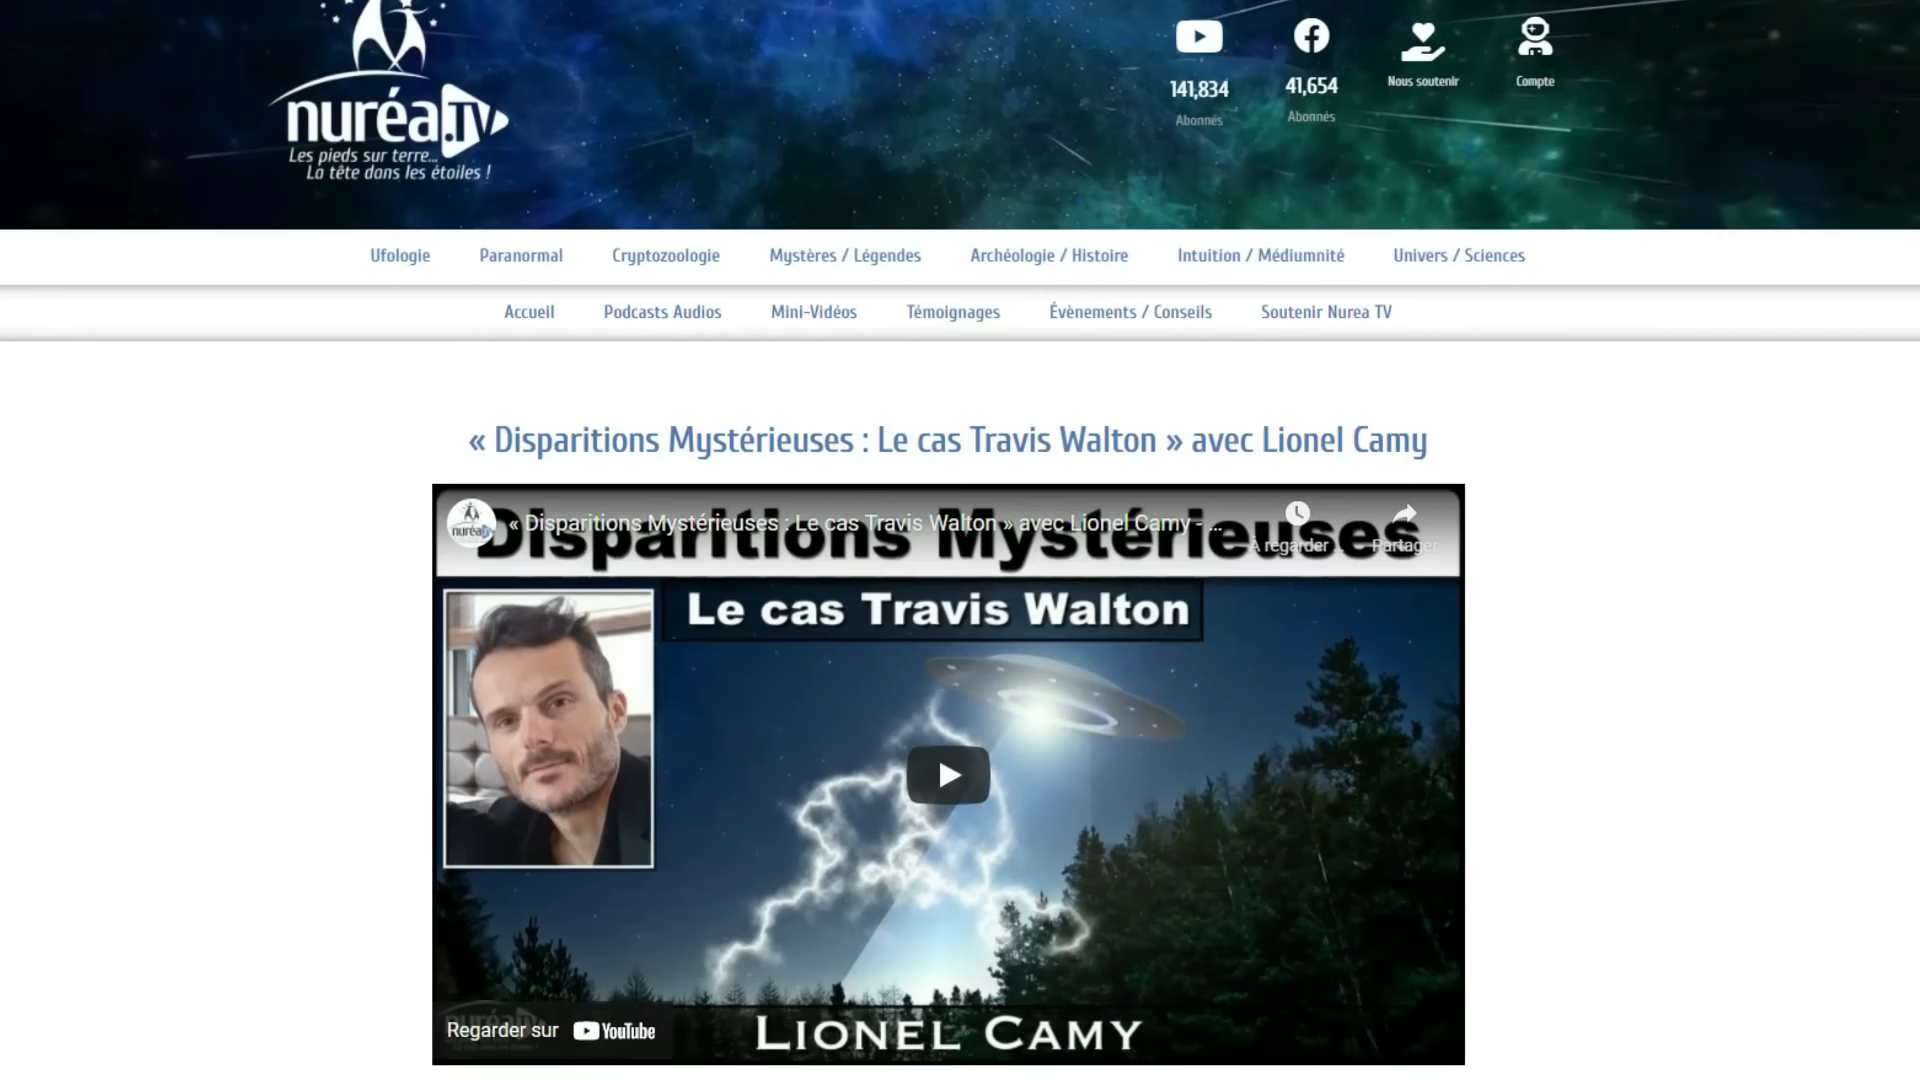 nuréa.TV
Les pieds sur terre...
La tête dans les étoiles !
141,834
Abonnés
41,654
Abonnés
Nous soutenir
Compte
Ufologie
Paranormal
Cryptozoologie
Mystères / Légendes
Archéologie / Histoire
Intuition / Médiumnité
Univers / Sciences
Accueil
Podcasts Audios
Mini-Vidéos
Témoignages
Évènements / Conseils
Soutenir Nurea TV
« Disparitions Mystérieuses : Le cas Travis Walton » avec Lionel Camy
nuréa.TV
« Disparitions Mystérieuses : Le cas Travis Walton » avec Lionel Camy - ...
À regarder ...
Partager
Disparitions Mystérieuses
Le cas Travis Walton
Regarder sur YouTube
LIONEL CAMY